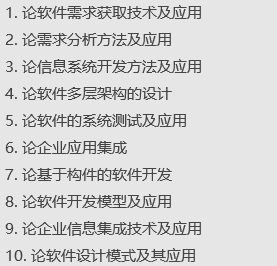 1. 论软件需求获取技术及应用
2. 论需求分析方法及应用
3. 论信息系统开发方法及应用
4. 论软件多层架构的设计
5. 论软件的系统测试及应用
6. 论企业应用集成
7. 论基于构件的软件开发
8. 论软件开发模型及应用
9. 论企业信息集成技术及应用
10. 论软件设计模式及其应用